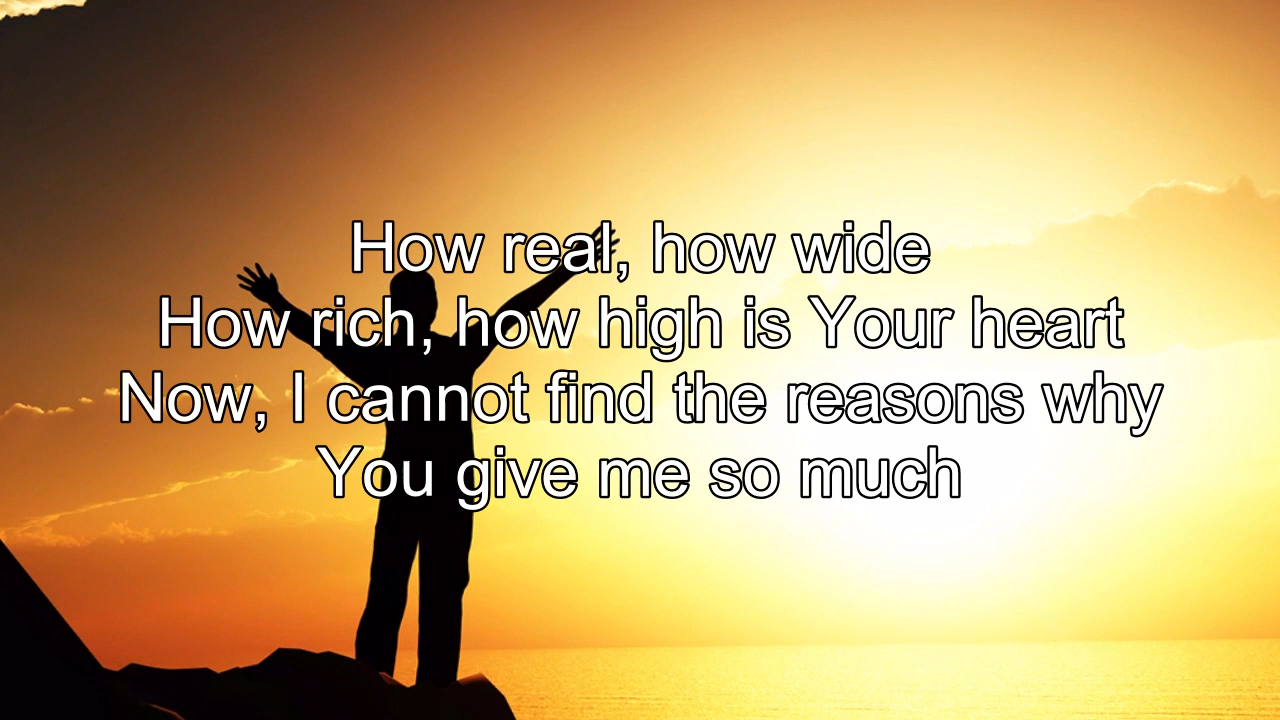 How real, how wide
How rich, how high is Your heart
Now, I cannot find the reasons why
You give me so much